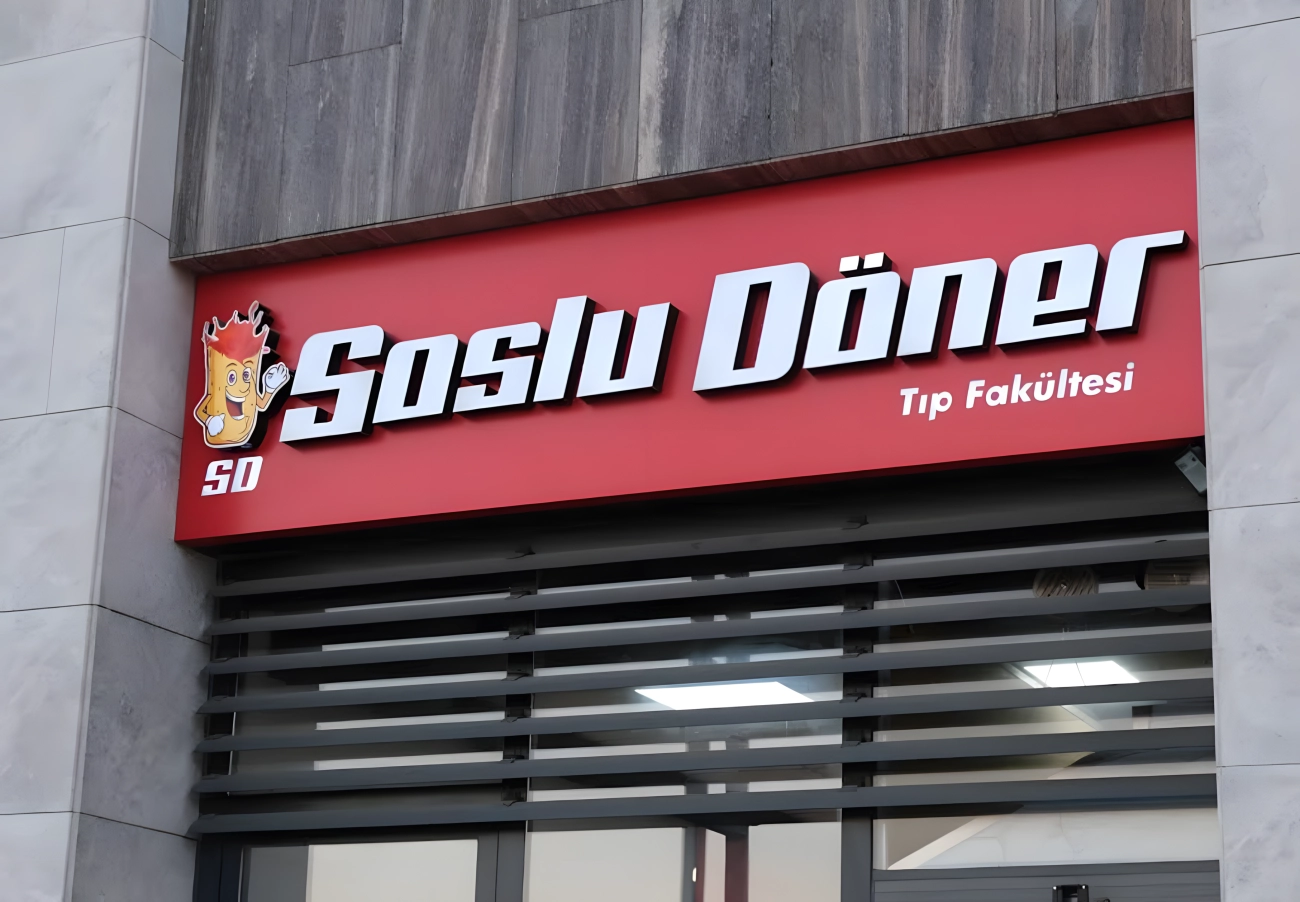 Soslu Döner
Tıp Fakültesi
SD